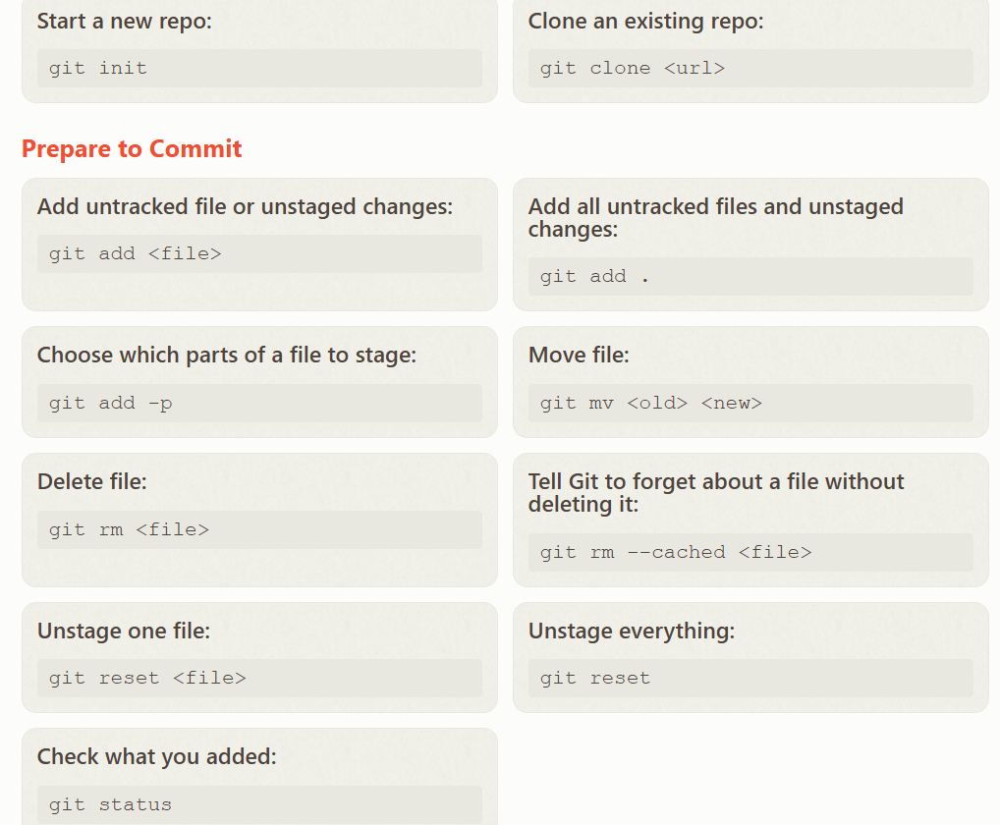 Start a new repo:
git init
Clone an existing repo:
git clone <url>
Prepare to Commit
Add untracked file or unstaged changes:
git add <file>
Add all untracked files and unstaged
changes:
git add .
Choose which parts of a file to stage:
git add -p
Move file:
git mv <old> <new>
Delete file:
git rm <file>
Tell Git to forget about a file without
deleting it:
git rm --cached <file>
Unstage one file:
git reset <file>
Unstage everything:
git reset
Check what you added:
git status